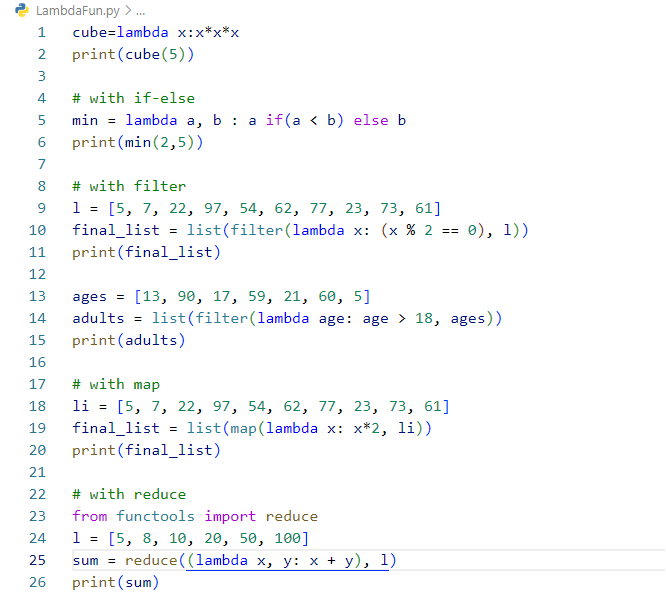 LambdaFun.py > ...
1 cube=lambda x:x*x*x
2 print(cube(5))
3
4 # with if-else
5 min = lambda a, b : a if(a < b) else b
6 print(min(2,5))
7
8 # with filter
9 l = [5, 7, 22, 97, 54, 62, 77, 23, 73, 61]
10 final_list = list(filter(lambda x: (x % 2 == 0), l))
11 print(final_list)
12
13 ages = [13, 90, 17, 59, 21, 60, 5]
14 adults = list(filter(lambda age: age > 18, ages))
15 print(adults)
16
17 # with map
18 li = [5, 7, 22, 97, 54, 62, 77, 23, 73, 61]
19 final_list = list(map(lambda x: x*2, li))
20 print(final_list)
21
22 # with reduce
23 from functools import reduce
24 l = [5, 8, 10, 20, 50, 100]
25 sum = reduce((lambda x, y: x + y), l)
26 print(sum)